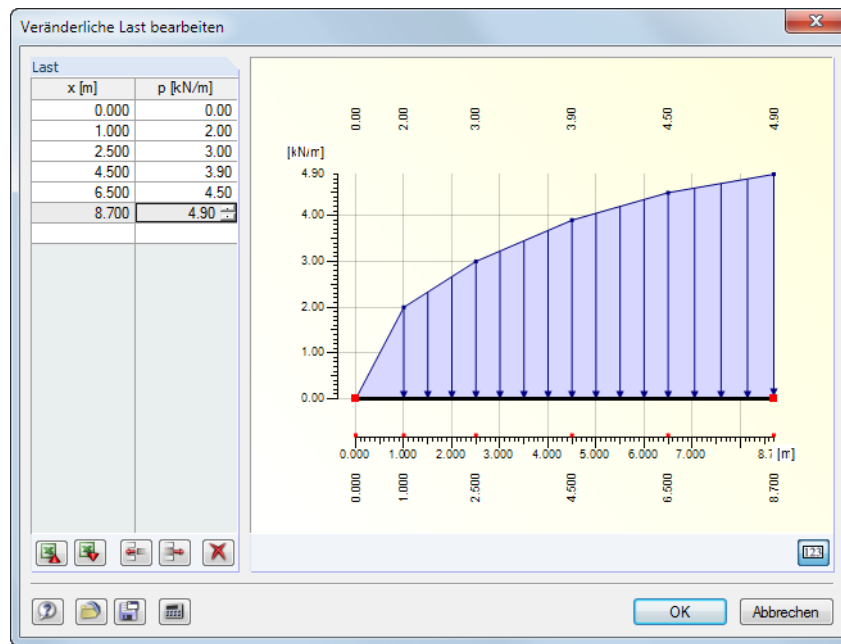 Veränderliche Last bearbeiten
Last
x [m] p [kN/m]
0.000 0.00
1.000 2.00
2.500 3.00
4.500 3.90
6.500 4.50
8.700 4.90
0.00 2.00 3.00 3.90 4.50 4.90
[kN/m]
4.90
4.00
3.00
2.00
1.00
0.00
0.000 1.000 2.000 3.000 4.000 5.000 6.000 7.000 8.7 [m]
0.000 1.000 2.500 4.500 6.500 8.700
123
OK Abbrechen